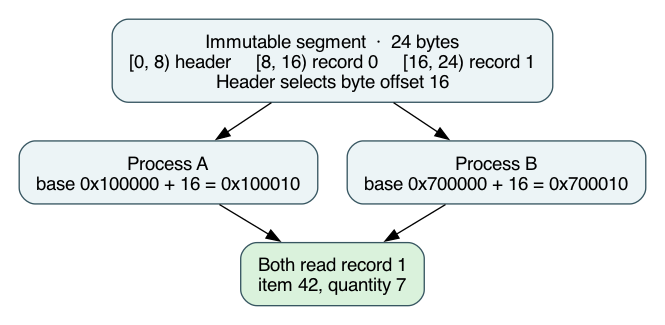 Immutable segment · 24 bytes
[0, 8) header [8, 16) record 0 [16, 24) record 1
Header selects byte offset 16
Process A
base 0x100000 + 16 = 0x100010
Process B
base 0x700000 + 16 = 0x700010
Both read record 1
item 42, quantity 7